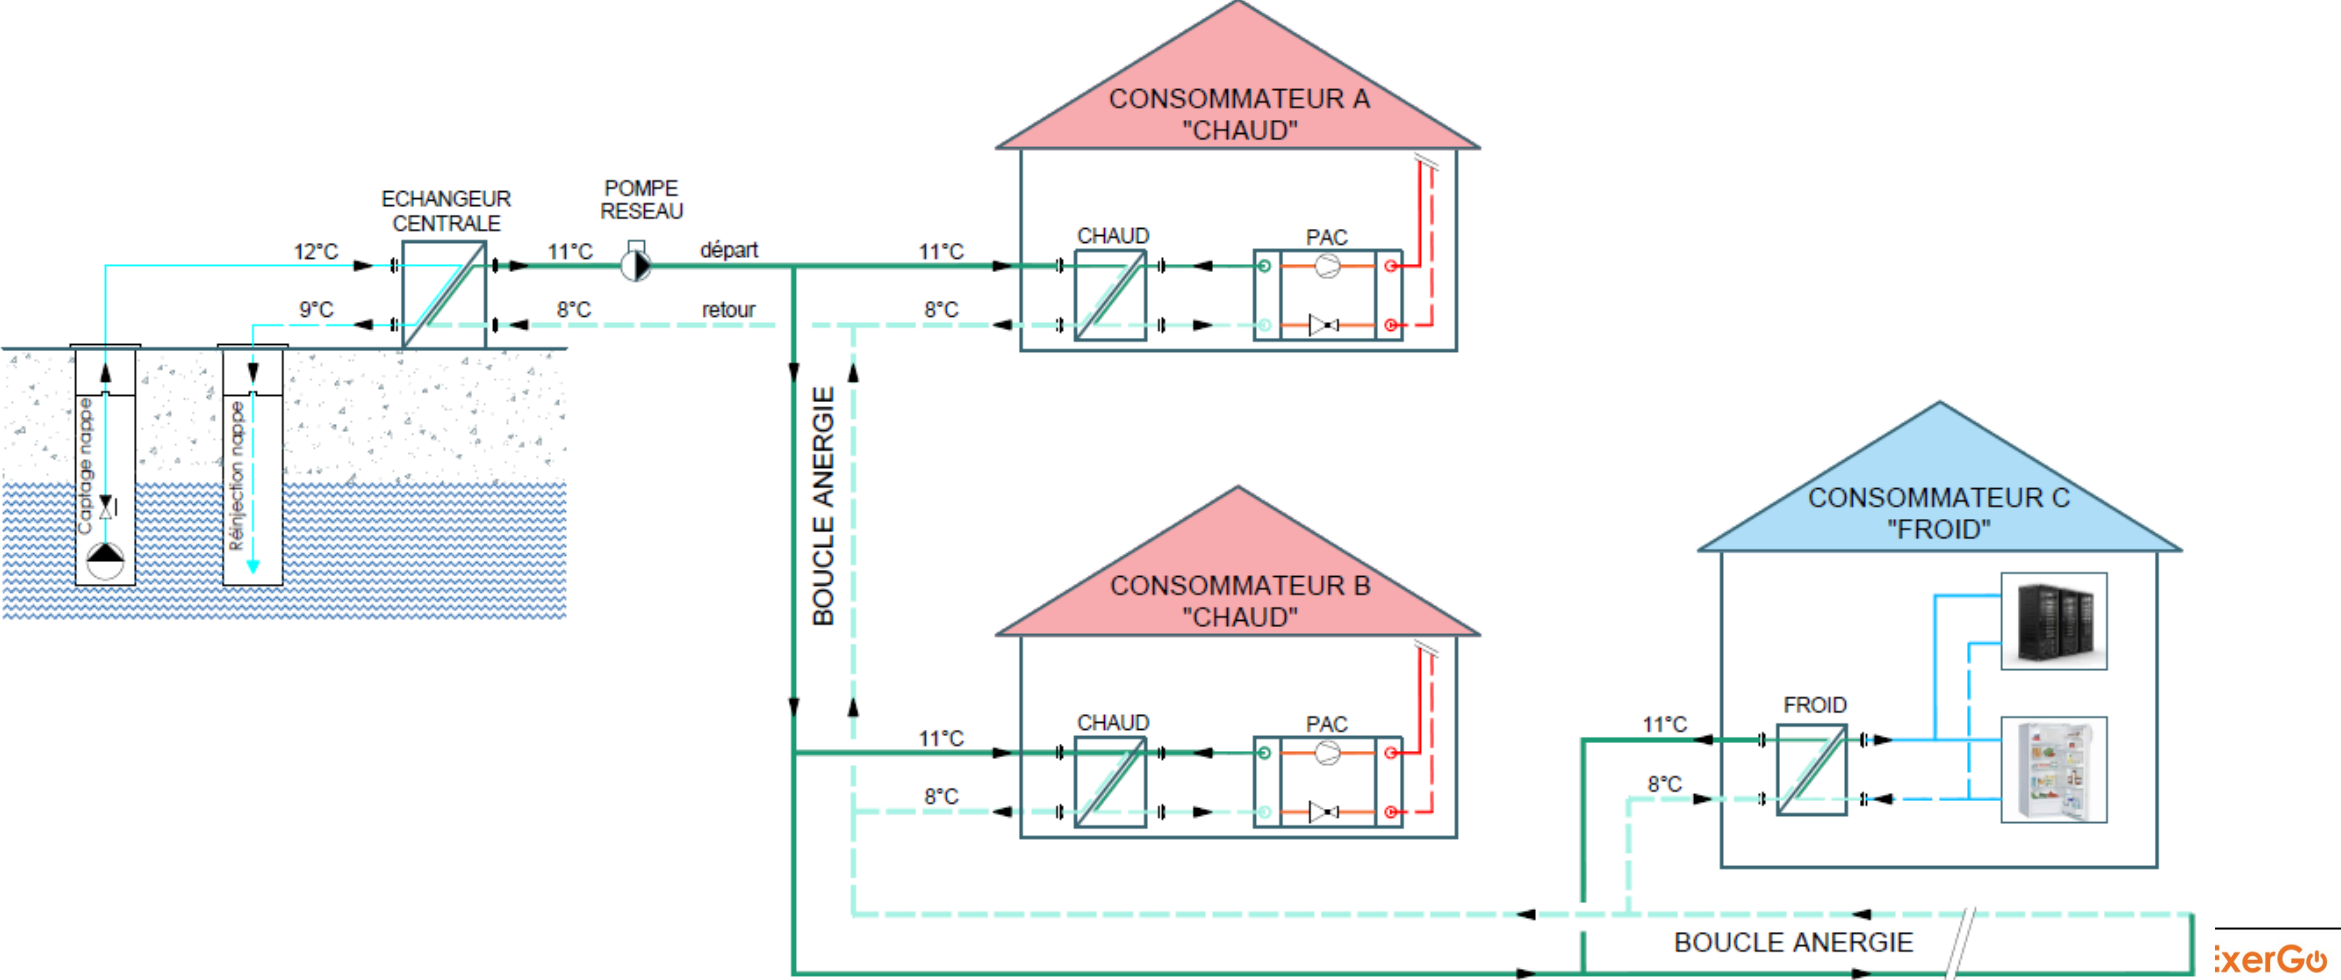 CONSOMMATEUR A
"CHAUD"
ECHANGEUR
CENTRALE
POMPE
RESEAU
12°C
11°C
départ
11°C
CHAUD
PAC
9°C
8°C
retour
8°C
Captage nappe
Réinjection nappe
BOUCLE ANERGIE
CONSOMMATEUR B
"CHAUD"
11°C
CHAUD
PAC
8°C
CONSOMMATEUR C
"FROID"
FROID
11°C
8°C
BOUCLE ANERGIE
ExerGo